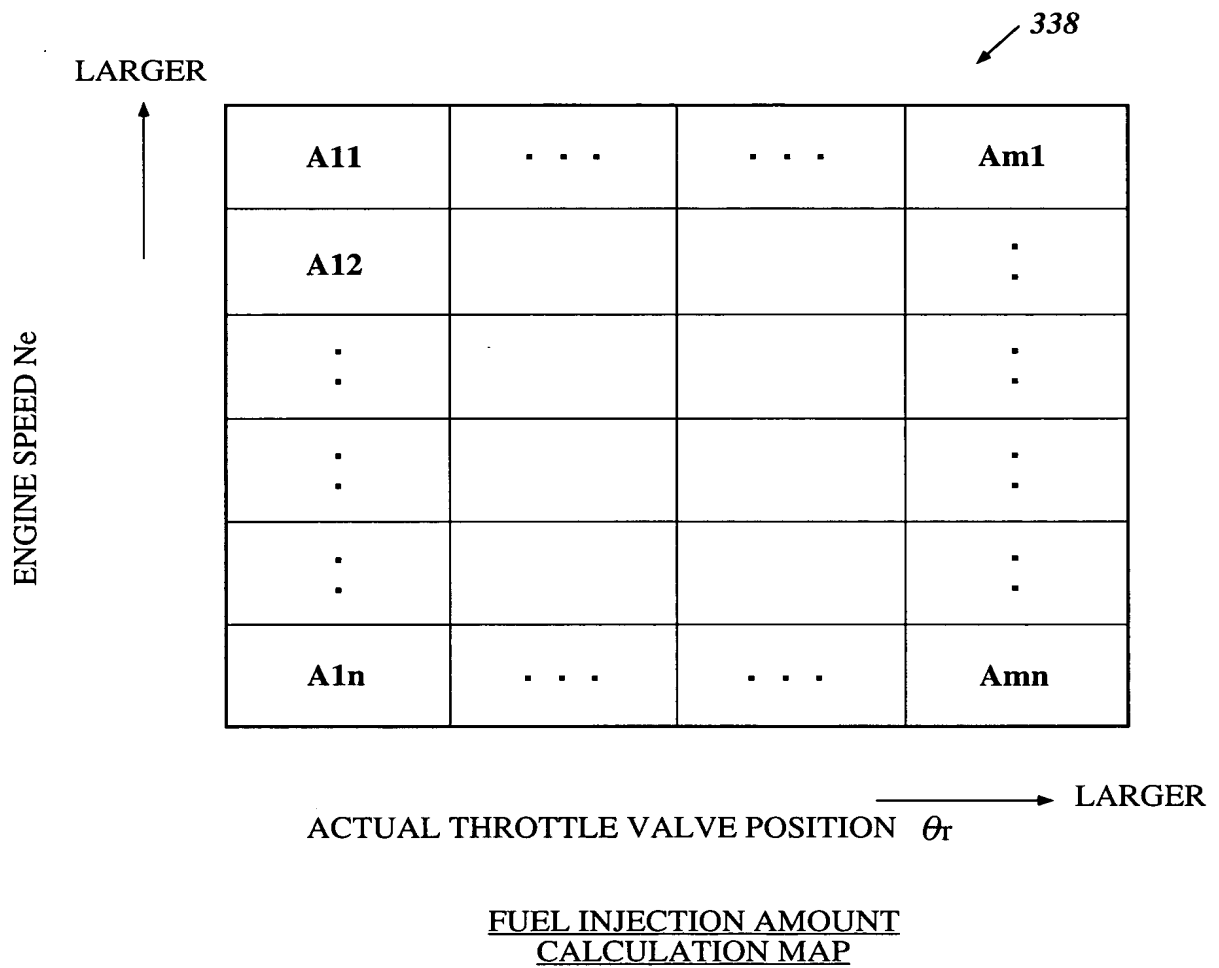 338
LARGER
A11 . . . . . . Am1
A12 :
: :
: :
: :
A1n . . . . . . Amn
ENGINE SPEED Ne
LARGER
ACTUAL THROTTLE VALVE POSITION θr
FUEL INJECTION AMOUNT
CALCULATION MAP